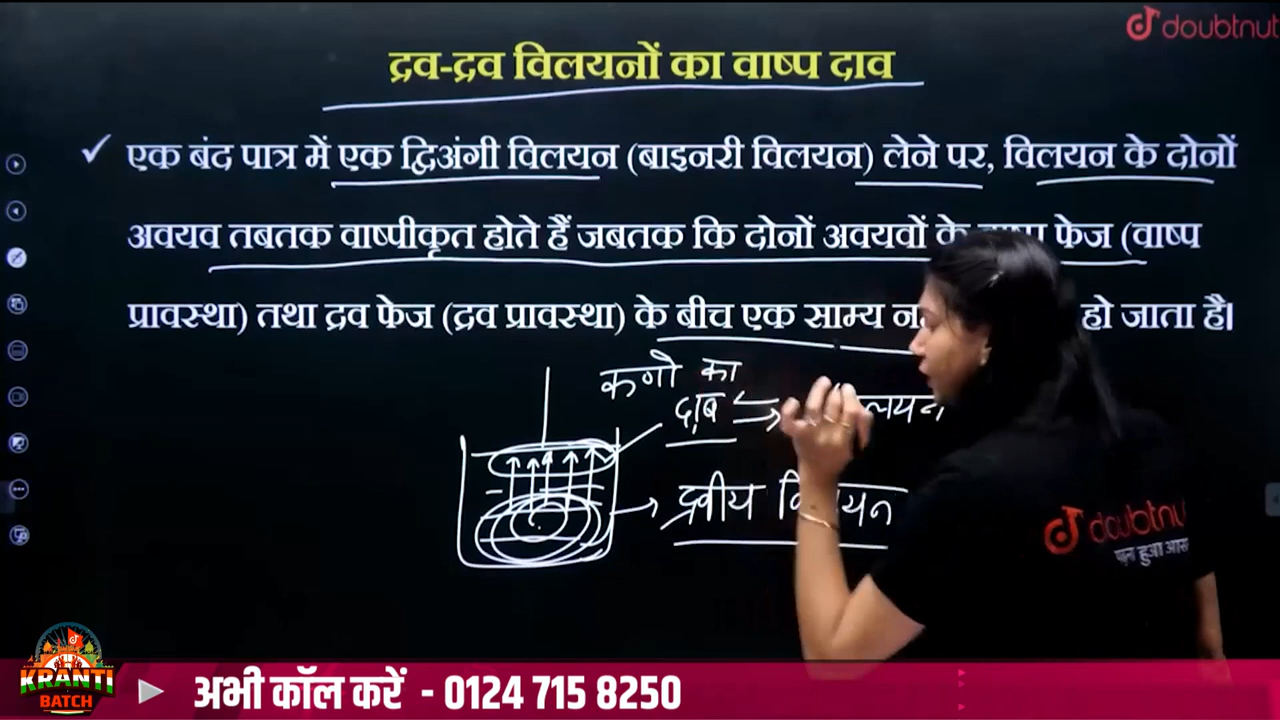 doubtnut
द्रव-द्रव विलयनों का वाष्प दाव
एक बंद पात्र में एक द्विअंगी विलयन (बाइनरी विलयन) लेने पर, विलयन के दोनों
अवयव तबतक वाष्पीकृत होते हैं जबतक कि दोनों अवयवों के फेज (वाष्प
प्रावस्था) तथा द्रव फेज (द्रव प्रावस्था) के बीच एक साम्य हो जाता है।
कणो का
दाब
द्रवीय
doubtnu
KRANTI
BATCH
अभी कॉल करें - 0124 715 8250